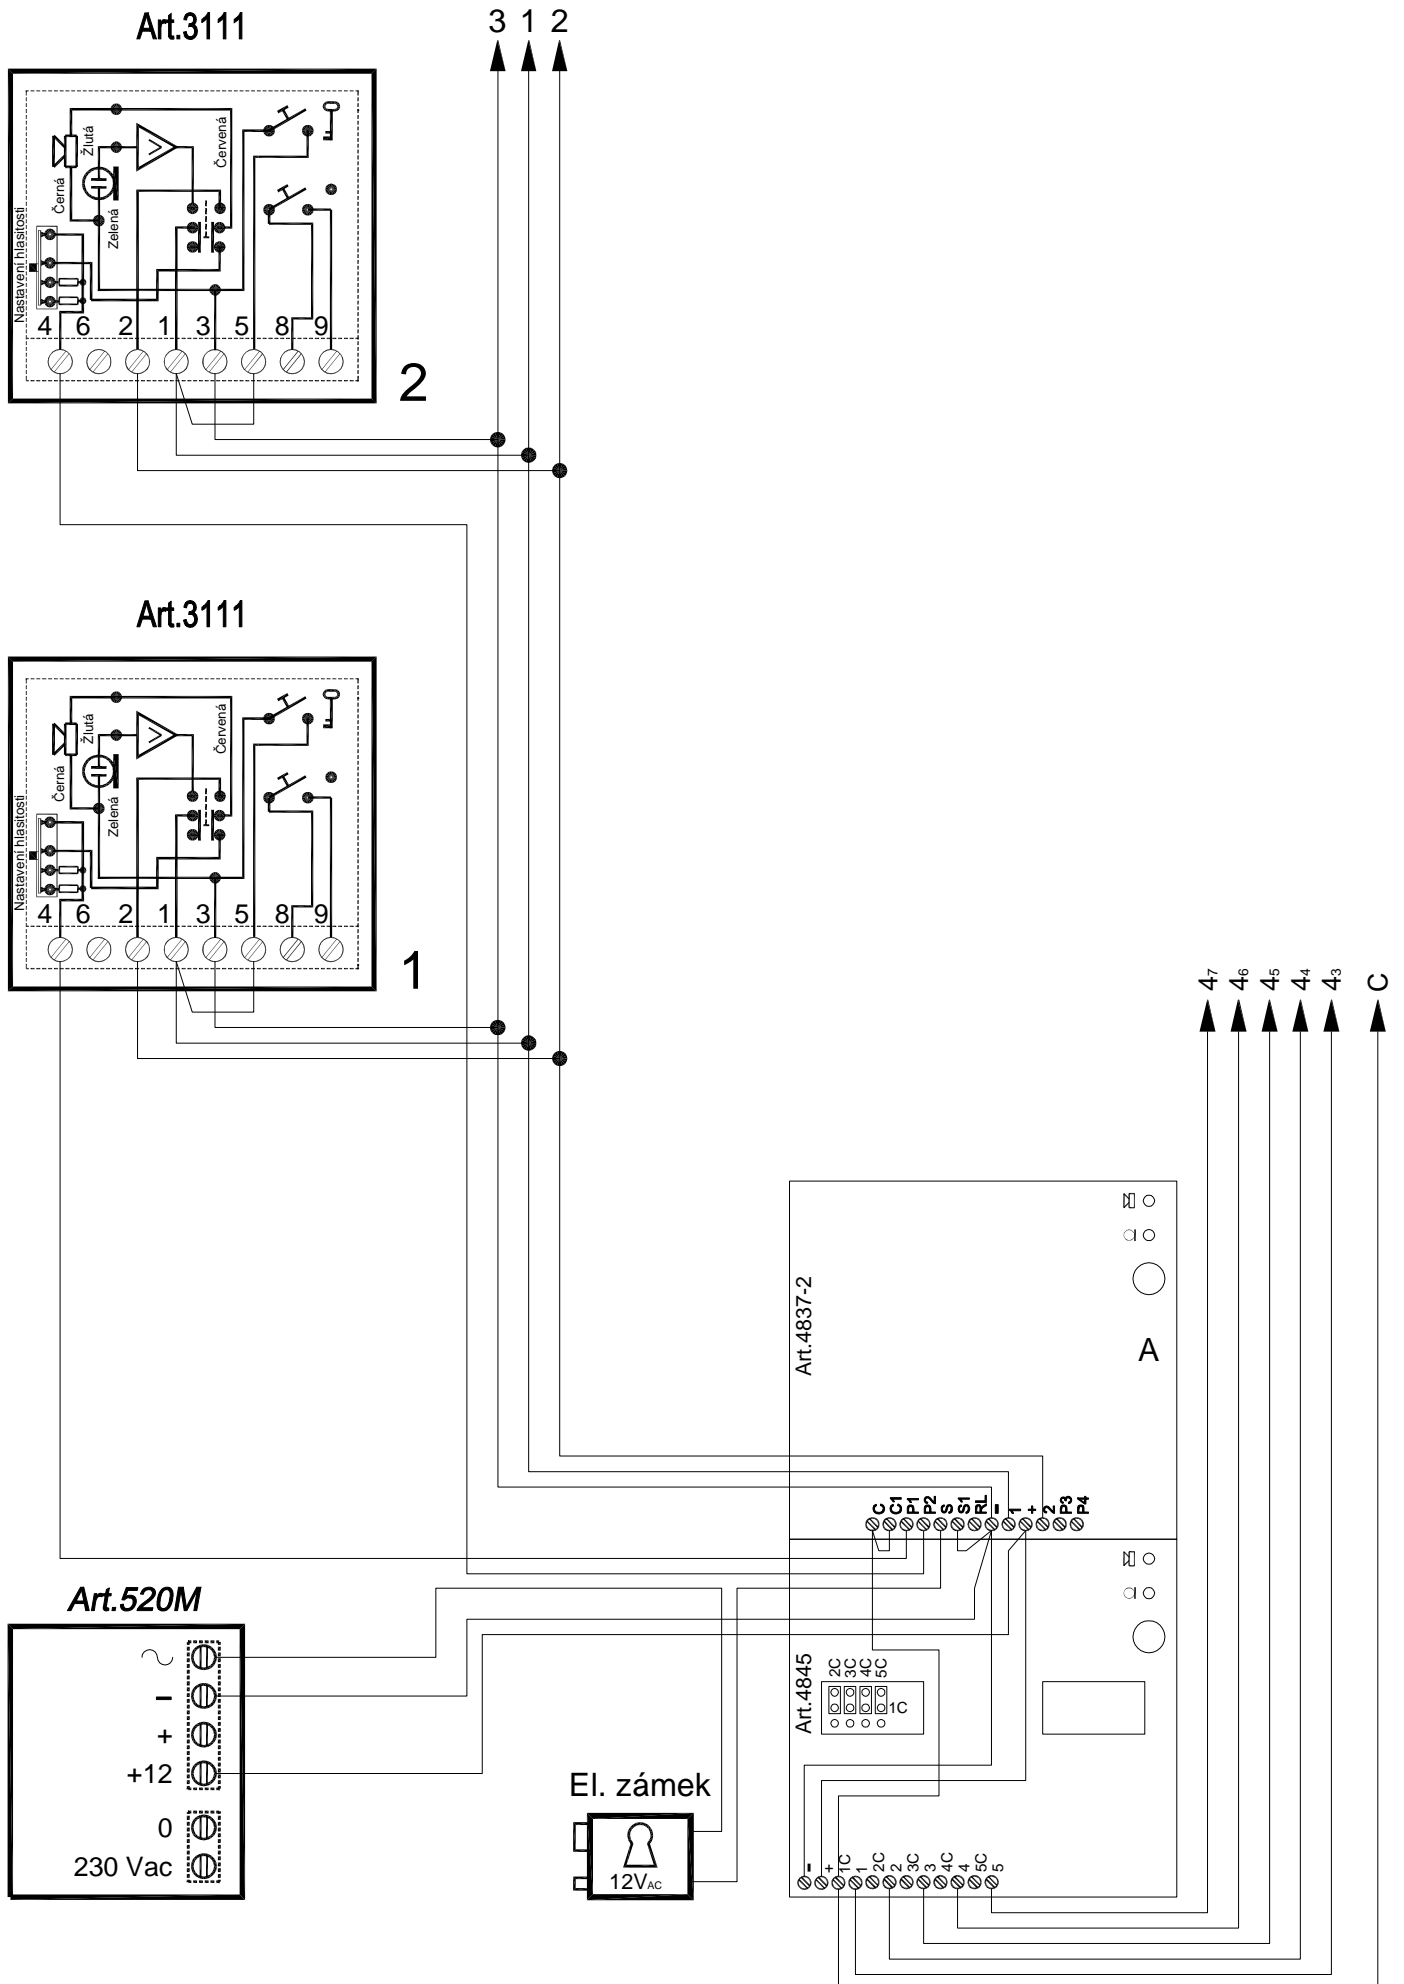 Art.3111
3 1 2
Žlutá
Černá
Zelená
Červená
Nastavení hlasitosti
4 6 2 1 3 5 8 9
2
Art.3111
Žlutá
Černá
Zelená
Červená
Nastavení hlasitosti
4 6 2 1 3 5 8 9
1
47 46 45 44 43 C
Art.4837-2
A
C C1 P1 P2 S S1 RL - 1 + 2 P3 P4
Art.520M
~
-
+
+12
0
230 Vac
El. zámek
12VAC
Art.4845
2C 3C 4C 5C
1C
- + 1C 1 2C 2 3C 3 4C 4 5C 5